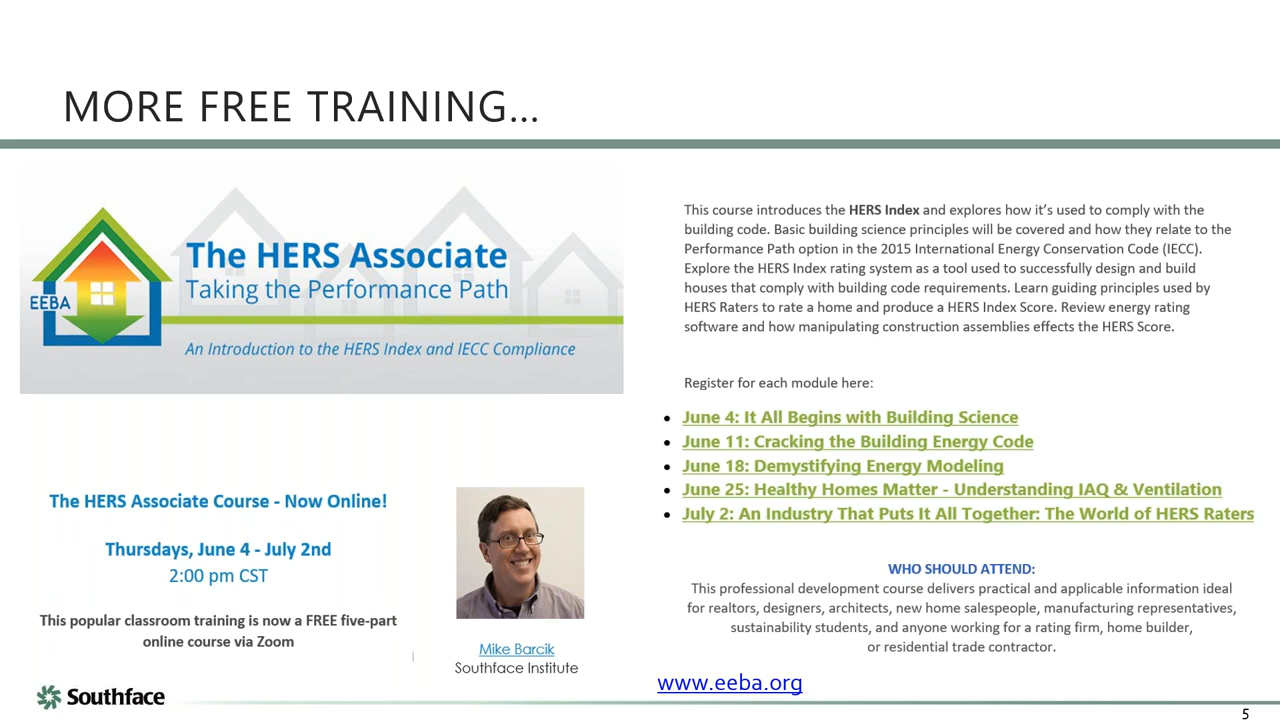 MORE FREE TRAINING...
EEBA
The HERS Associate
Taking the Performance Path
An Introduction to the HERS Index and IECC Compliance
The HERS Associate Course - Now Online!
Thursdays, June 4 - July 2nd
2:00 pm CST
This popular classroom training is now a FREE five-part
online course via Zoom
Mike Barcik
Southface Institute
This course introduces the HERS Index and explores how it's used to comply with the
building code. Basic building science principles will be covered and how they relate to the
Performance Path option in the 2015 International Energy Conservation Code (IECC).
Explore the HERS Index rating system as a tool used to successfully design and build
houses that comply with building code requirements. Learn guiding principles used by
HERS Raters to rate a home and produce a HERS Index Score. Review energy rating
software and how manipulating construction assemblies effects the HERS Score.
Register for each module here:
• June 4: It All Begins with Building Science
• June 11: Cracking the Building Energy Code
• June 18: Demystifying Energy Modeling
• June 25: Healthy Homes Matter - Understanding IAQ & Ventilation
• July 2: An Industry That Puts It All Together: The World of HERS Raters
WHO SHOULD ATTEND:
This professional development course delivers practical and applicable information ideal
for realtors, designers, architects, new home salespeople, manufacturing representatives,
sustainability students, and anyone working for a rating firm, home builder,
or residential trade contractor.
www.eeba.org
Southface
5